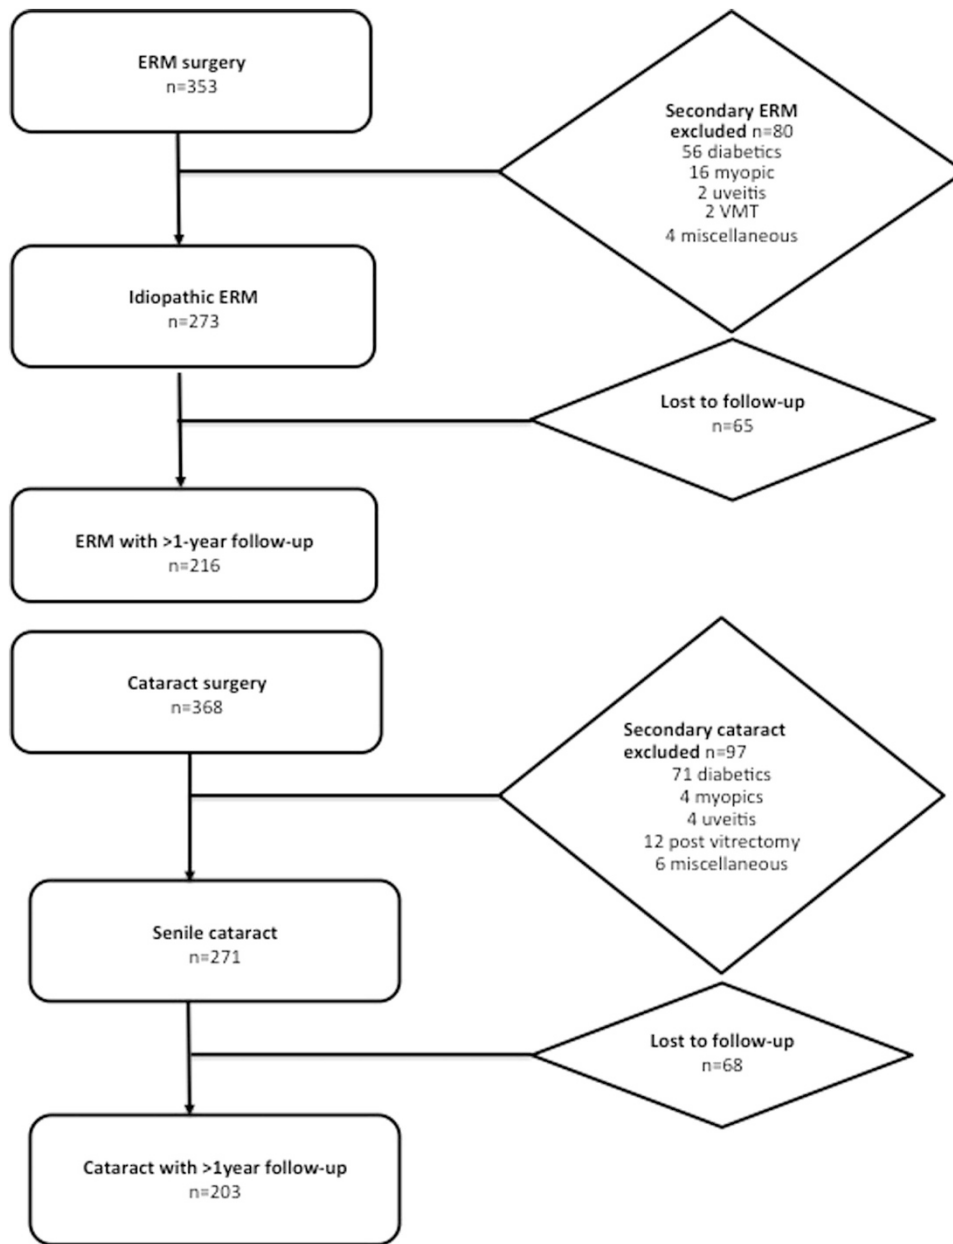 ERM surgery
n=353
Secondary ERM
excluded n=80
56 diabetics
16 myopic
2 uveitis
2 VMT
4 miscellaneous
Idiopathic ERM
n=273
Lost to follow-up
n=65
ERM with >1-year follow-up
n=216
Cataract surgery
n=368
Secondary cataract
excluded n=97
71 diabetics
4 myopics
4 uveitis
12 post vitrectomy
6 miscellaneous
Senile cataract
n=271
Lost to follow-up
n=68
Cataract with >1year follow-up
n=203